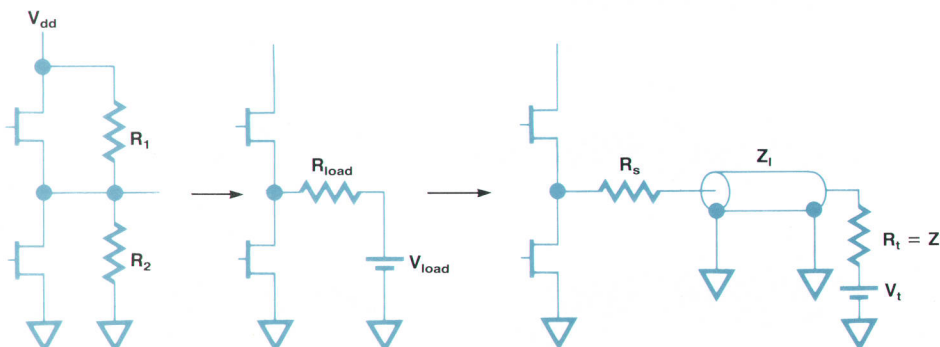 Vdd
R1
R2
Rload
Vload
Rs
Zl
Rt = Z
Vt